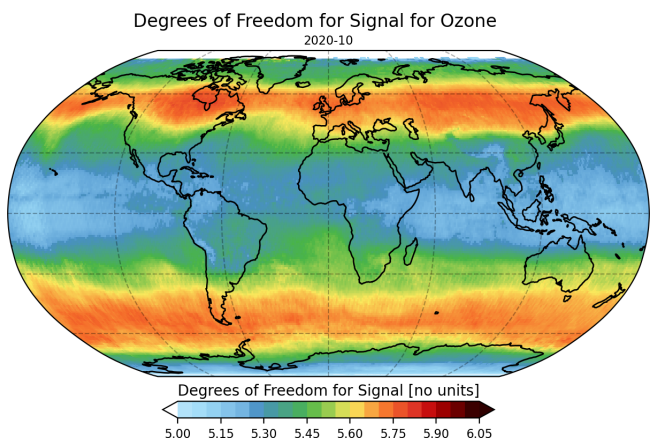 Degrees of Freedom for Signal for Ozone
2020-10
Degrees of Freedom for Signal [no units]
5.00 5.15 5.30 5.45 5.60 5.75 5.90 6.05